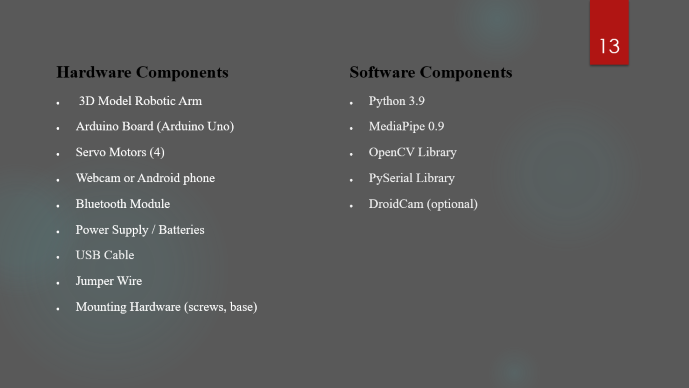 13
Hardware Components
3D Model Robotic Arm
Arduino Board (Arduino Uno)
Servo Motors (4)
Webcam or Android phone
Bluetooth Module
Power Supply / Batteries
USB Cable
Jumper Wire
Mounting Hardware (screws, base)
Software Components
Python 3.9
MediaPipe 0.9
OpenCV Library
PySerial Library
DroidCam (optional)